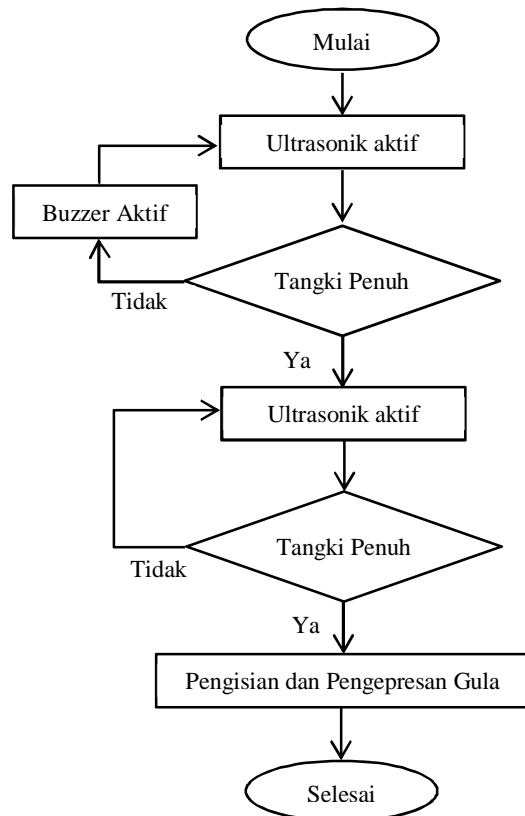 Mulai
Ultrasonik aktif
Buzzer Aktif
Tangki Penuh
Tidak
Ya
Ultrasonik aktif
Tangki Penuh
Tidak
Ya
Pengisian dan Pengepresan Gula
Selesai